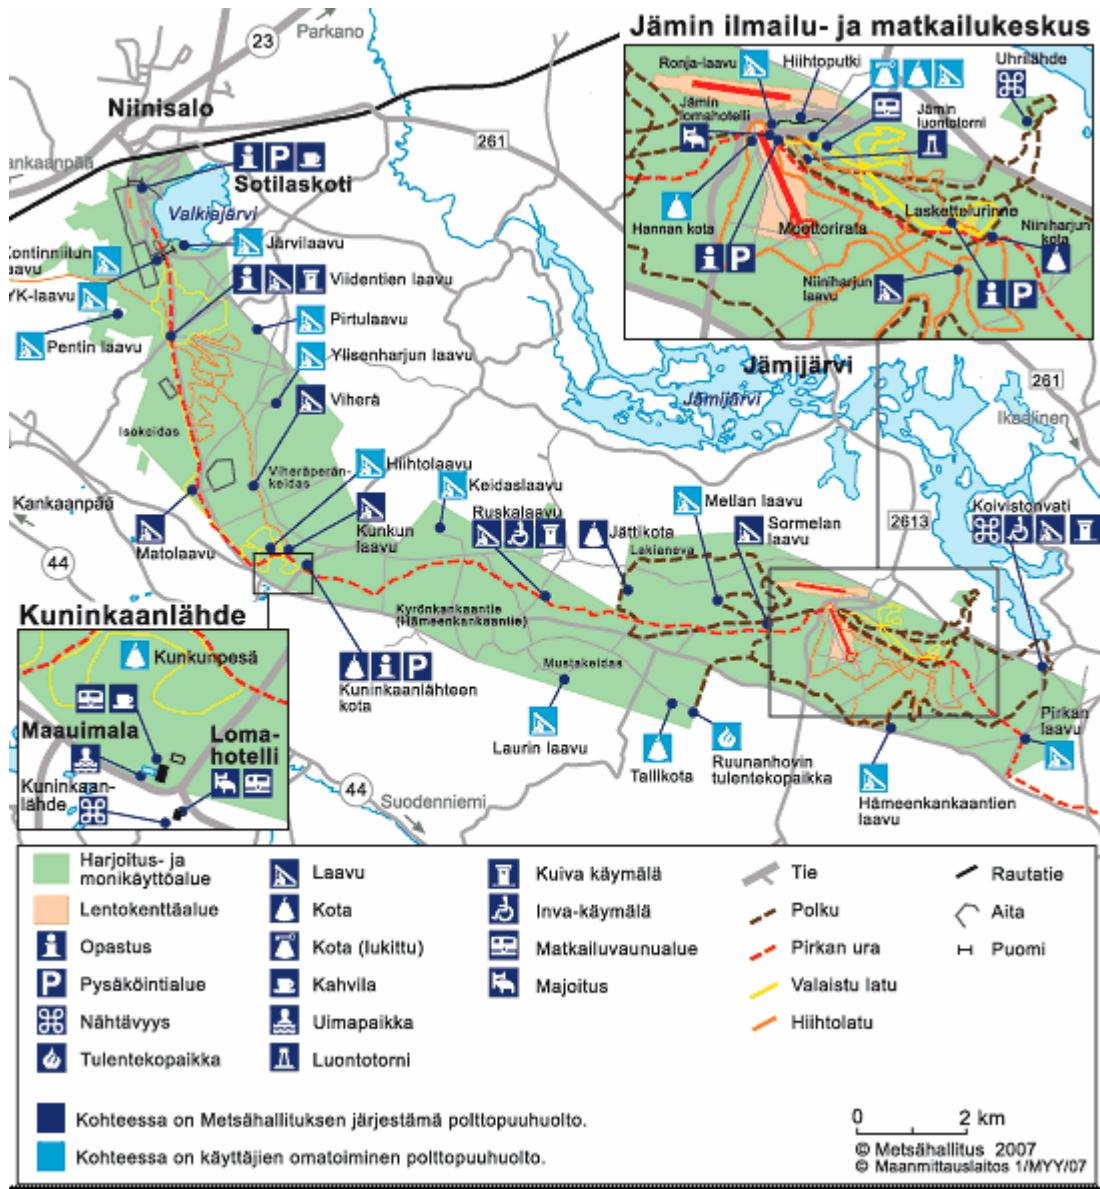 Jämin ilmailu- ja matkailukeskus
Parkano
23
Niinisalo
261
Sotilaskoti
Valkiajärvi
Järvilaavu
YK-laavu
Viidentien laavu
Pentin laavu
Pirtulaavu
Ylisenharjun laavu
Viherä
Isokeidas
Viheräperän-
keidas
Hiihtolaavu
Kankaanpää
44
Matolaavu
Kunkun
laavu
Keidaslaavu
Ruskalaavu
Jättikota
Lakianeva
Mellan laavu
Sormelan
laavu
2613
Koivistonvati
Ronja-laavu
Hiihtoputki
Uhrilähde
Jämin
lomahotelli
Jämin
luontotorni
Hannan kota
Moottorirata
Laskettelurinne
Niiniharjun
kota
Niiniharjun
laavu
Jämijärvi
Jämijärvi
261
Ikaalinen
Kyrönkankaantie
(Hämeenkankaantie)
Mustakeidas
Kuninkaanlähteen
kota
Laurin laavu
Tallikota
Ruunanhovin
tulentekopaikka
Hämeenkankaantien
laavu
Pirkan
laavu
44
Suodenniemi
Kuninkaanlähde
Kunkunpesä
Maauimala
Loma-
hotelli
Kuninkaan-
lähde
Harjoitus- ja
monikäyttöalue
Lentokenttäalue
Opastus
Pysäköintialue
Nähtävyys
Tulentekopaikka
Laavu
Kota
Kota (lukittu)
Kahvila
Uimapaikka
Luontotorni
Kuiva käymälä
Inva-käymälä
Matkailuvaunualue
Majoitus
Tie
Polku
Pirkan ura
Valaistu latu
Hiihtolatu
Rautatie
Aita
Puomi
Kohteessa on Metsähallituksen järjestämä polttopuuhuolto.
Kohteessa on käyttäjien omatoiminen polttopuuhuolto.
0 2 km
© Metsähallitus 2007
© Maanmittauslaitos 1/MYY/07